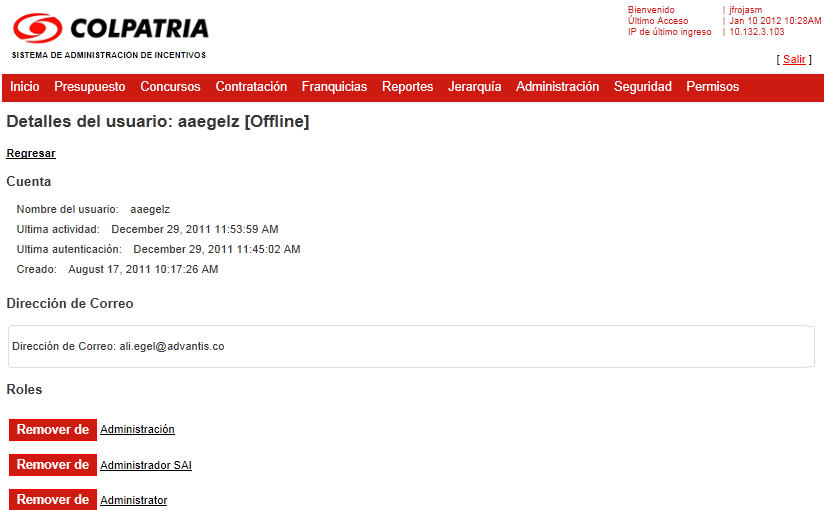 COLPATRIA
SISTEMA DE ADMINISTRACIÓN DE INCENTIVOS
Bienvenido | jfrojasm
Último Acceso | Jan 10 2012 10:28AM
IP de último ingreso | 10.132.3.103
[ Salir ]
Inicio Presupuesto Concursos Contratación Franquicias Reportes Jerarquía Administración Seguridad Permisos
Detalles del usuario: aaegelz [Offline]
Regresar
Cuenta
Nombre del usuario: aaegelz
Ultima actividad: December 29, 2011 11:53:59 AM
Ultima autenticación: December 29, 2011 11:45:02 AM
Creado: August 17, 2011 10:17:26 AM
Dirección de Correo
Dirección de Correo: ali.egel@advantis.co
Roles
Remover de Administración
Remover de Administrador SAI
Remover de Administrator